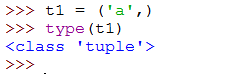 >>> t1 = ('a',)
>>> type(t1)
<class 'tuple'>
>>>